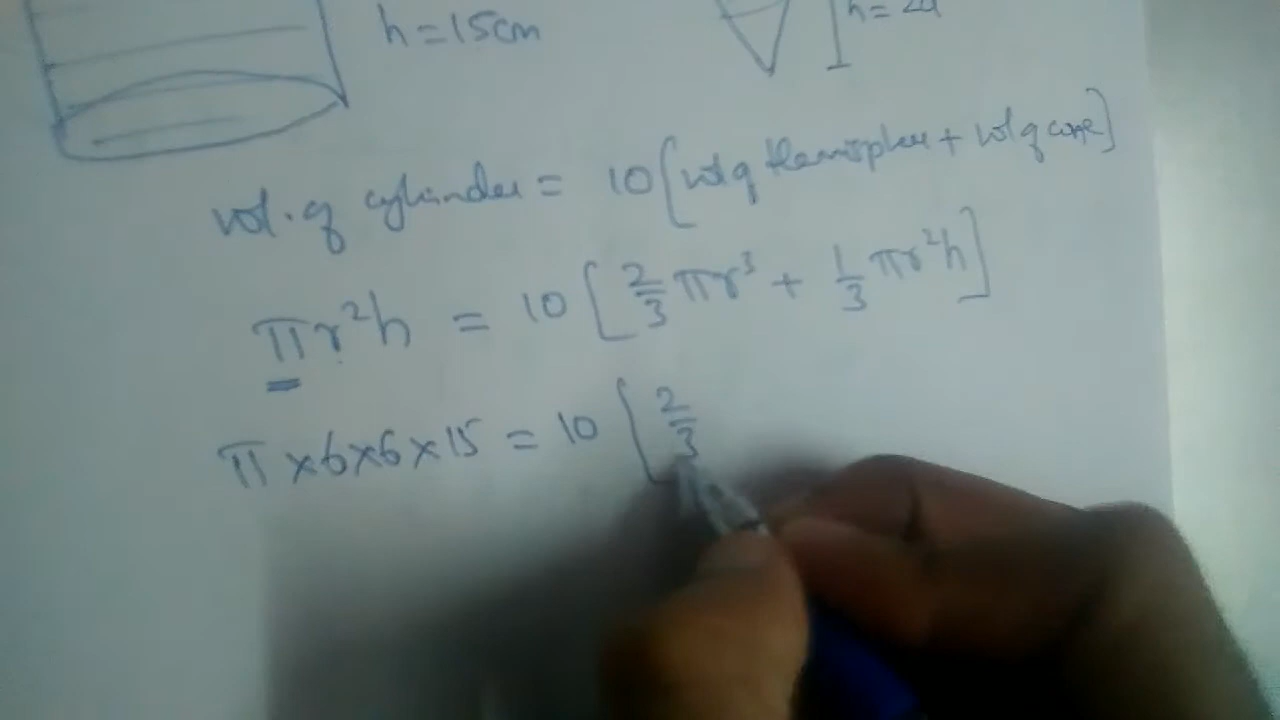 h=15cm
h=2d
vol. of cylinder = 10[vol of Hemisphere + vol of cone]
πr²h = 10[2/3 πr³ + 1/3 πr²h]
π×6×6×15 = 10[2/3